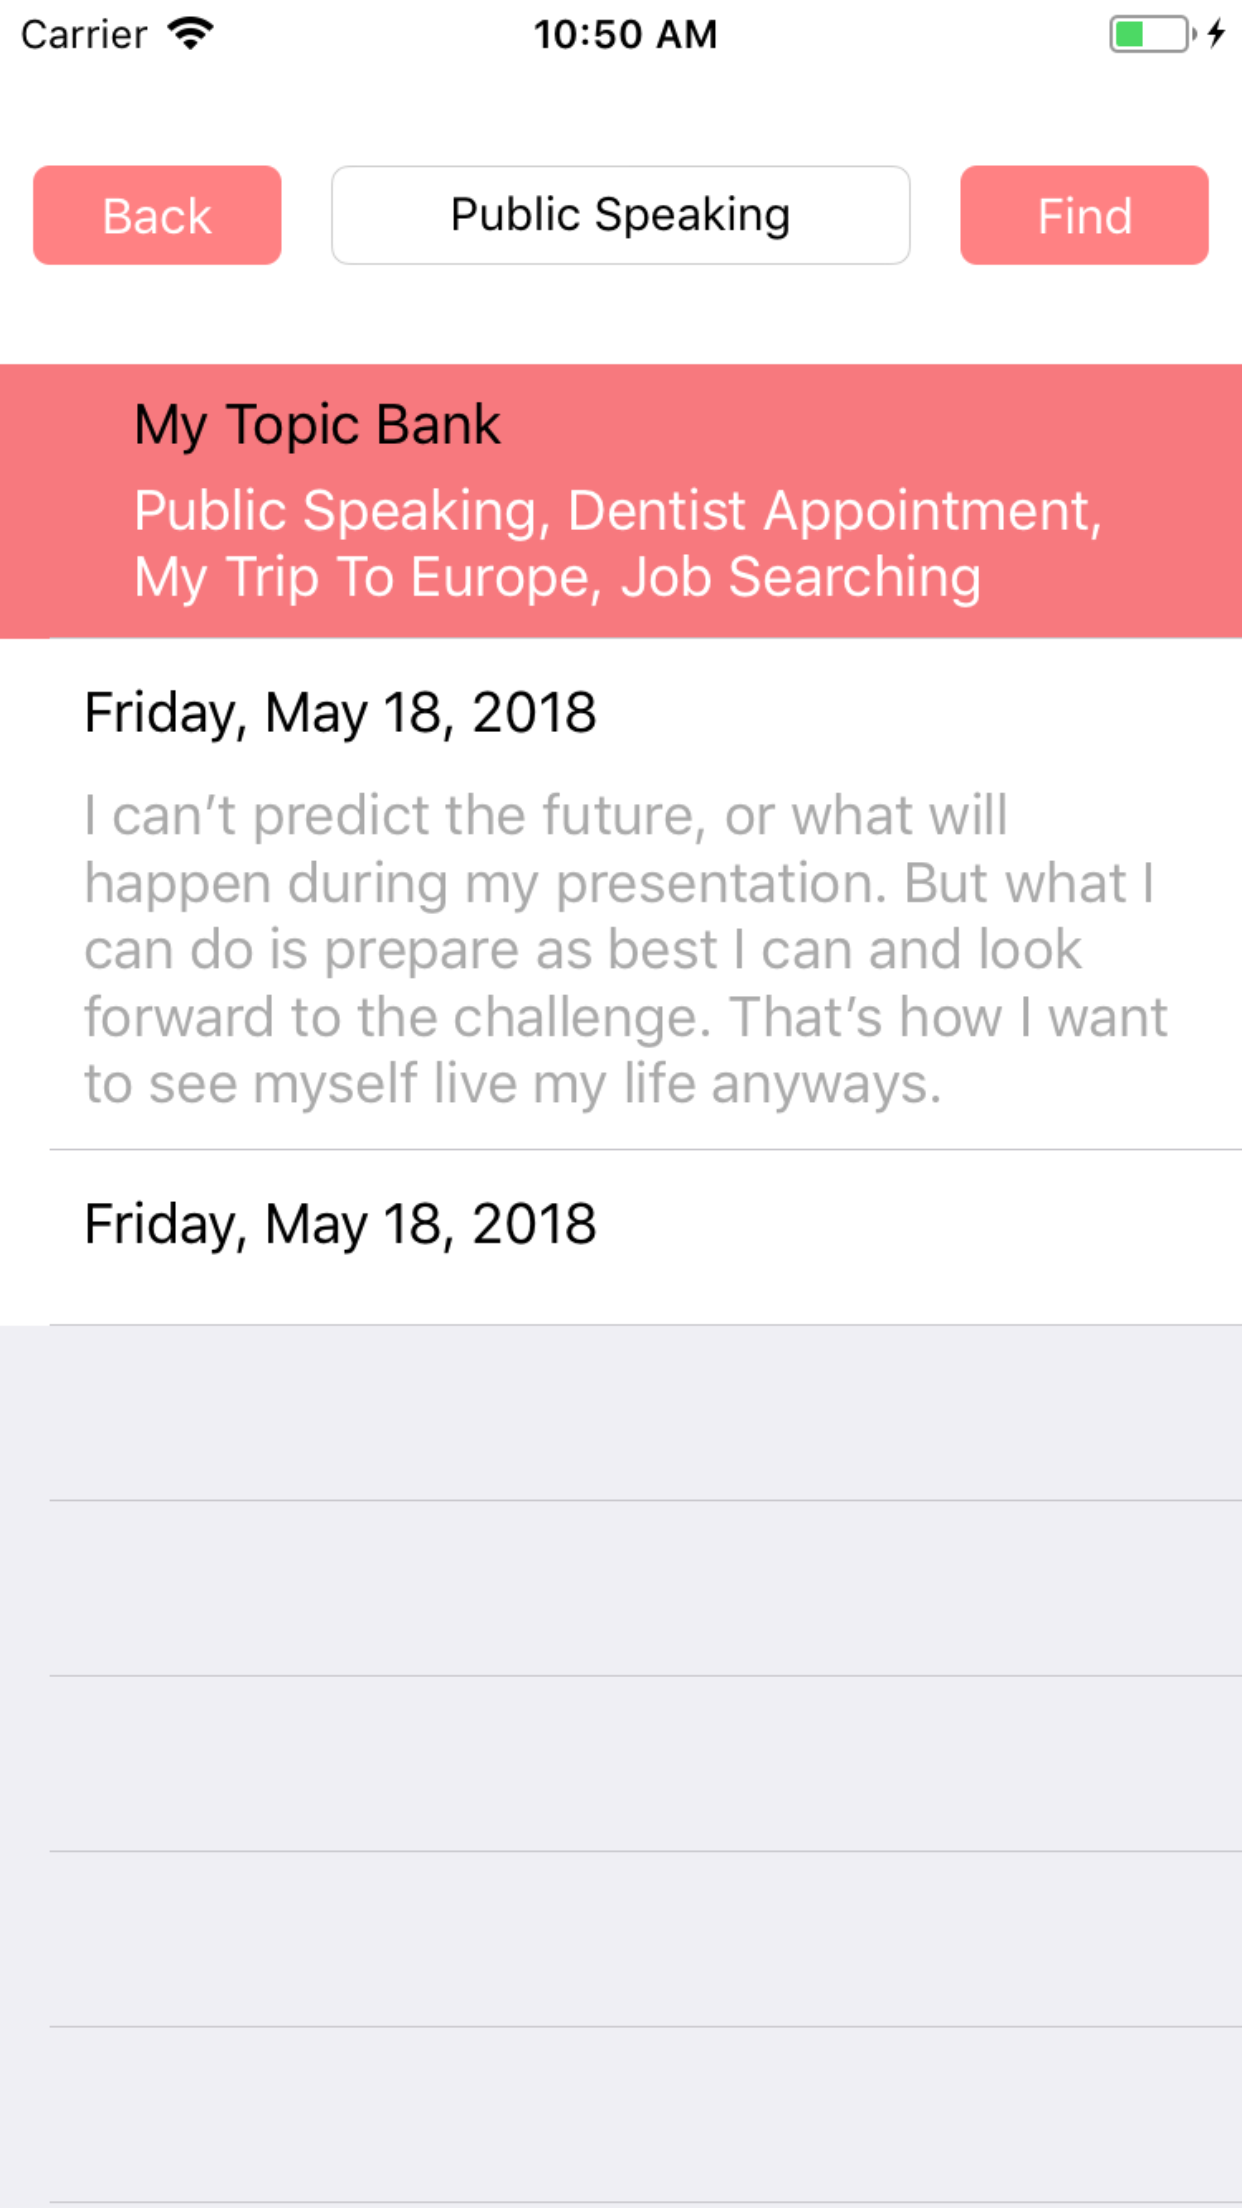 Carrier 10:50 AM
Back Public Speaking Find
My Topic Bank
Public Speaking, Dentist Appointment,
My Trip To Europe, Job Searching
Friday, May 18, 2018
I can’t predict the future, or what will
happen during my presentation. But what I
can do is prepare as best I can and look
forward to the challenge. That’s how I want
to see myself live my life anyways.
Friday, May 18, 2018